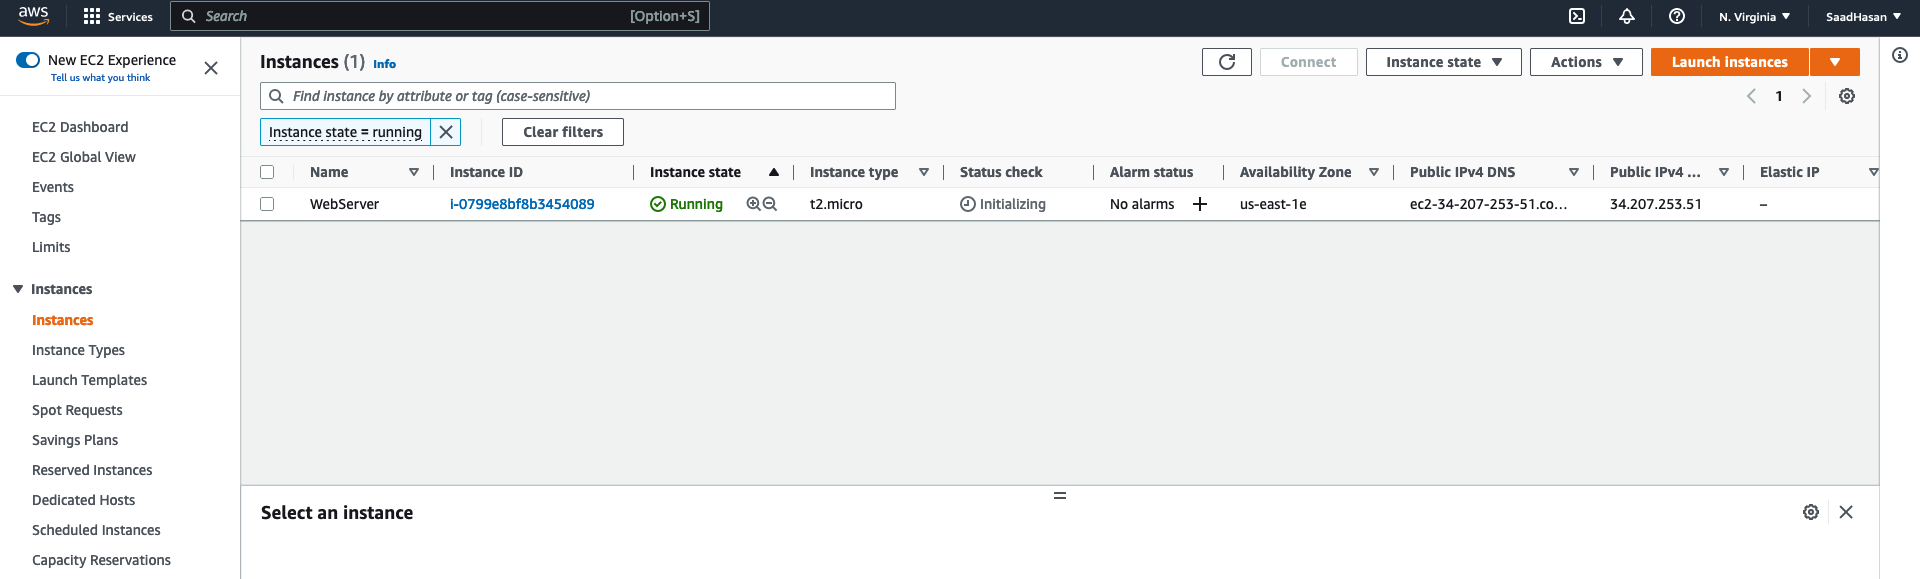 aws
Services
Search
[Option+S]
N. Virginia
SaadHasan
New EC2 Experience
Tell us what you think
EC2 Dashboard
EC2 Global View
Events
Tags
Limits
Instances
Instances
Instance Types
Launch Templates
Spot Requests
Savings Plans
Reserved Instances
Dedicated Hosts
Scheduled Instances
Capacity Reservations
Instances (1) Info
Connect
Instance state
Actions
Launch instances
Find instance by attribute or tag (case-sensitive)
1
Instance state = running
Clear filters
Name Instance ID Instance state Instance type Status check Alarm status Availability Zone Public IPv4 DNS Public IPv4 ... Elastic IP
WebServer i-0799e8bf8b3454089 Running t2.micro Initializing No alarms + us-east-1e ec2-34-207-253-51.co... 34.207.253.51 –
Select an instance